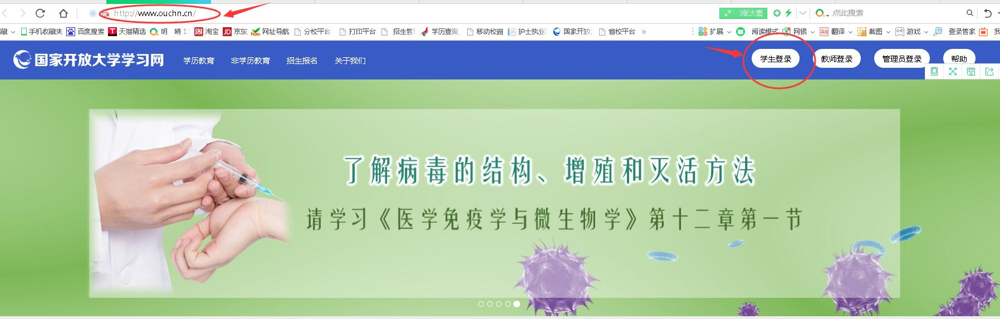 http://www.ouchn.cn/
3张大图
点此搜索
藏 手机收藏夹 百度搜索 天猫精选 明 晴 淘宝 京东 网址导航 分校平台 打印平台 招生管 学历查询 移动校园 护士执业 国家开放 省校平台 » 扩展 阅读模式 网银 翻译 截图 游戏 登录管家
国家开放大学学习网 学历教育 非学历教育 招生报名 关于我们 学生登录 教师登录 管理员登录 帮助
了解病毒的结构、增殖和灭活方法
请学习《医学免疫学与微生物学》第十二章第一节